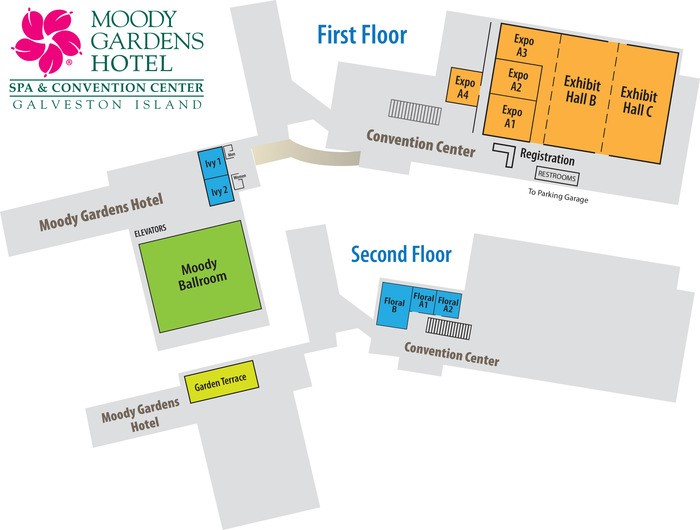 MOODY
GARDENS
HOTEL
®
SPA & CONVENTION CENTER
GALVESTON ISLAND
First Floor
Expo
A3
Expo
A2
Expo
A1
Expo
A4
Exhibit
Hall B
Exhibit
Hall C
Convention Center
Registration
RESTROOMS
To Parking Garage
Ivy 1
Men
Ivy 2
Women
Moody Gardens Hotel
ELEVATORS
Moody
Ballroom
Second Floor
Floral
B
Floral
A1
Floral
A2
Convention Center
Garden Terrace
Moody Gardens
Hotel